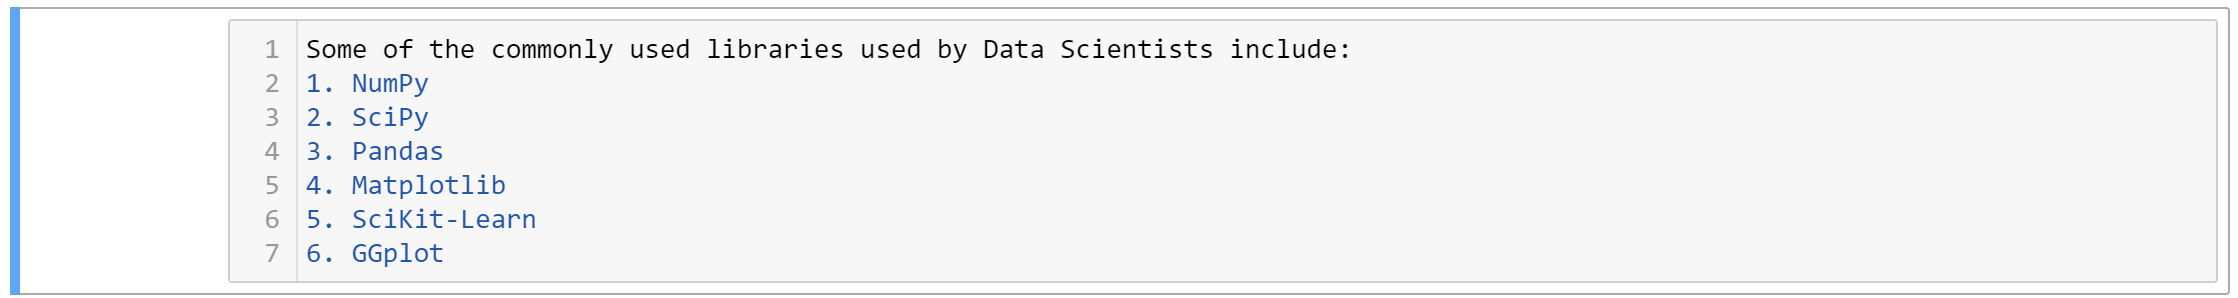 1 Some of the commonly used libraries used by Data Scientists include:
2 1. NumPy
3 2. SciPy
4 3. Pandas
5 4. Matplotlib
6 5. SciKit-Learn
7 6. GGplot